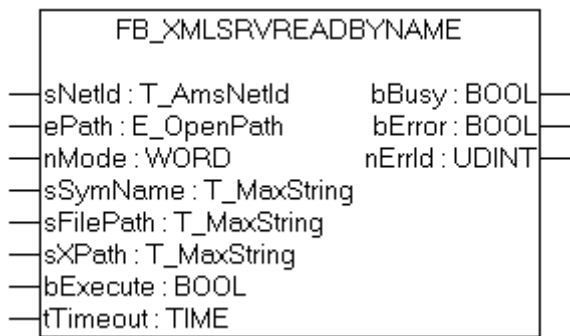 FB_XMLSRVREADBYNAME
sNetId : T_AmsNetId bBusy : BOOL
ePath : E_OpenPath bError : BOOL
nMode : WORD nErrId : UDINT
sSymName : T_MaxString
sFilePath : T_MaxString
sXPath : T_MaxString
bExecute : BOOL
tTimeout : TIME